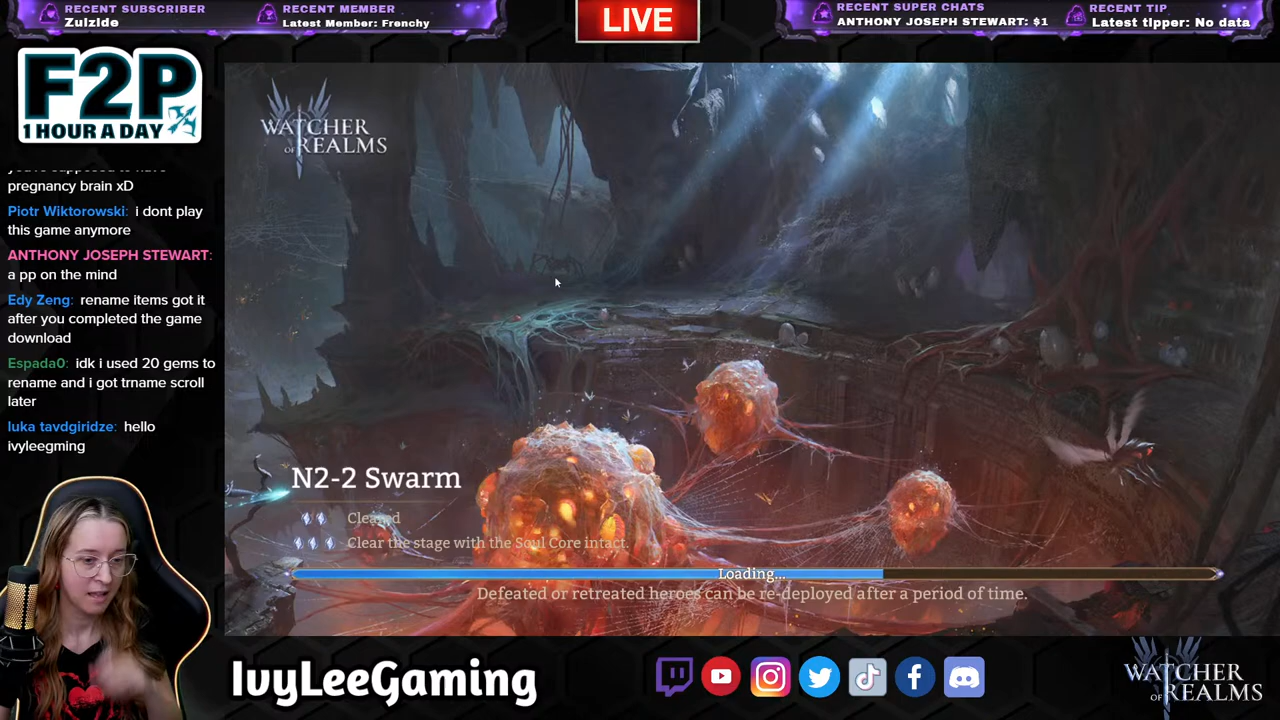 RECENT SUBSCRIBER
Zulzlde
RECENT MEMBER
Latest Member: Frenchy
LIVE
RECENT SUPER CHATS
ANTHONY JOSEPH STEWART: $1
RECENT TIP
Latest tipper: No data
F2P
1 HOUR A DAY
WATCHER
OF REALMS
pregnancy brain xD
Piotr Wiktorowski: i dont play
this game anymore
ANTHONY JOSEPH STEWART:
a pp on the mind
Edy Zeng: rename items got it
after you completed the game
download
Espada0: idk i used 20 gems to
rename and i got trname scroll
later
luka tavdgiridze: hello
ivyleegming
N2-2 Swarm
Cleared
Clear the stage with the Soul Core intact.
Loading...
Defeated or retreated heroes can be re-deployed after a period of time.
IvyLeeGaming
WATCHER
OF REALMS